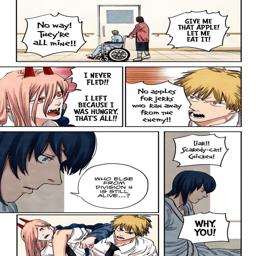 No way!
They're
all mine!!
GIVE ME
THAT APPLE!
LET ME
EAT IT!
I NEVER
FLED!!
I LEFT
BECAUSE I
WAS HUNGRY,
THAT'S ALL!!
No apples
for jerks
who ran away
from the
enemy!!
Liar!!
Scaredy-cat!
Chicken!
WHO ELSE
FROM
DIVISION 4
IS STILL
ALIVE...?
WHY,
YOU!